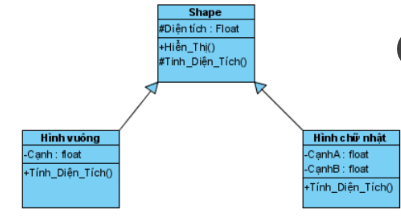 Shape
#Diện tích : Float
+Hiển_Thị()
#Tính_Diện_Tích()
Hình vuông
-Cạnh : float
+Tính_Diện_Tích()
Hình chữ nhật
-CạnhA : float
-CạnhB : float
+Tính_Diện_Tích()